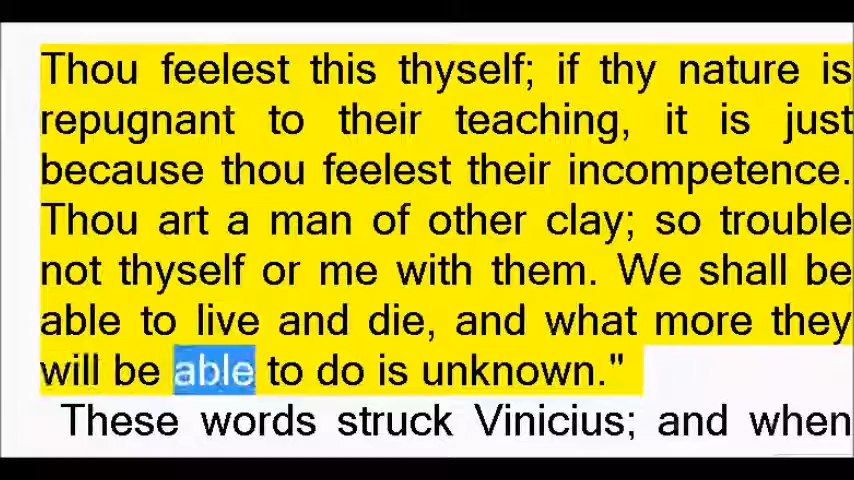 Thou feelest this thyself; if thy nature is
repugnant to their teaching, it is just
because thou feelest their incompetence.
Thou art a man of other clay; so trouble
not thyself or me with them. We shall be
able to live and die, and what more they
will be able to do is unknown."
These words struck Vinicius; and when